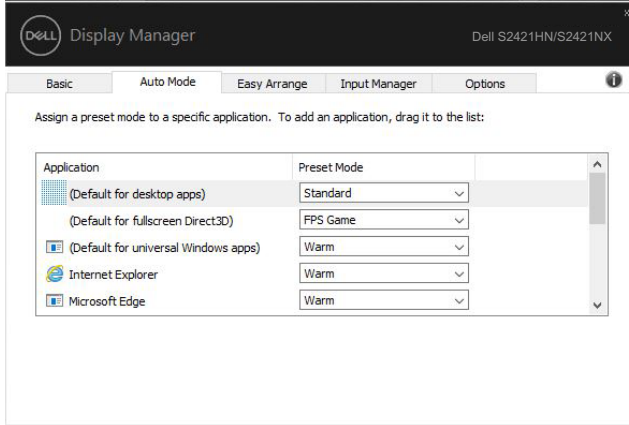 DELL Display Manager Dell S2421HN/S2421NX
Basic Auto Mode Easy Arrange Input Manager Options
Assign a preset mode to a specific application. To add an application, drag it to the list:
Application Preset Mode
(Default for desktop apps) Standard
(Default for fullscreen Direct3D) FPS Game
(Default for universal Windows apps) Warm
Internet Explorer Warm
Microsoft Edge Warm